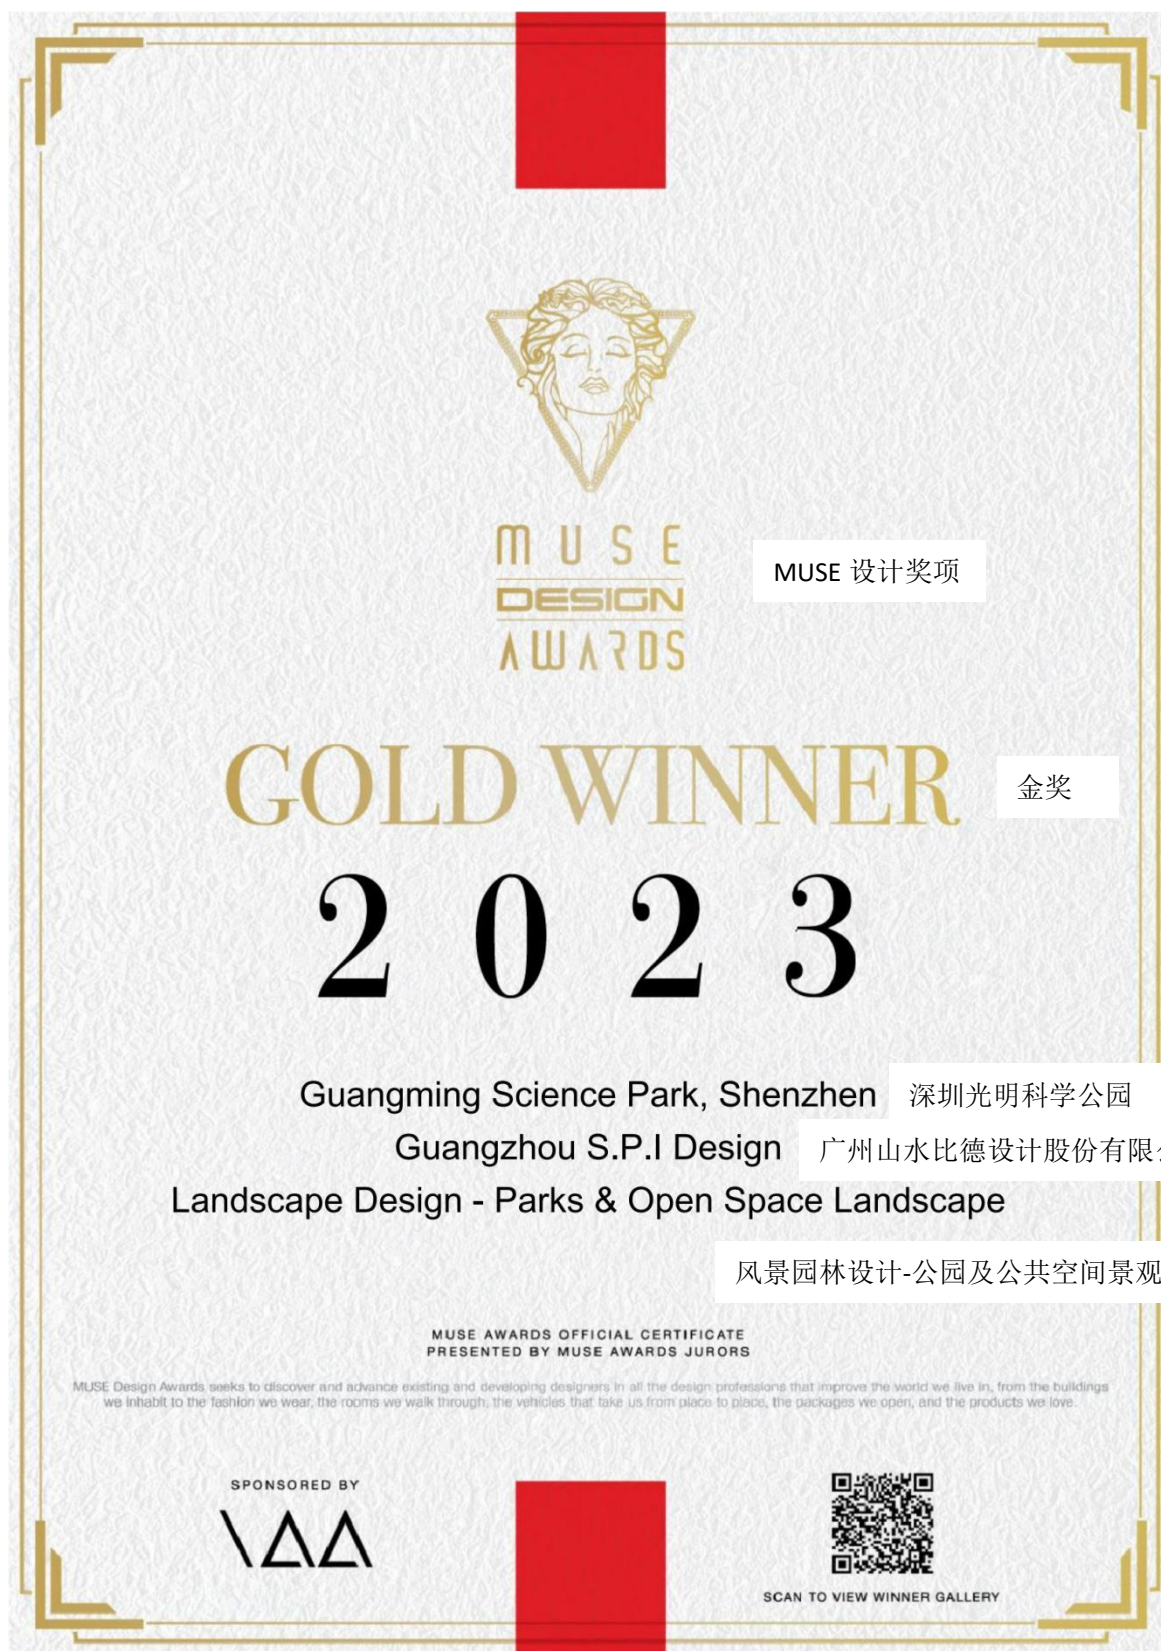 MUSE
DESIGN
AWARDS
MUSE 设计奖项
GOLD WINNER
金奖
2023
Guangming Science Park, Shenzhen
深圳光明科学公园
Guangzhou S.P.I Design
广州山水比德设计股份有限
Landscape Design - Parks & Open Space Landscape
风景园林设计-公园及公共空间景观
MUSE AWARDS OFFICIAL CERTIFICATE
PRESENTED BY MUSE AWARDS JURORS
MUSE Design Awards seeks to discover and advance existing and developing designers in all the design professions that improve the world we live in, from the buildings
we inhabit to the fashion we wear, the rooms we walk through, the vehicles that take us from place to place, the packages we open, and the products we love.
SPONSORED BY
IAA
SCAN TO VIEW WINNER GALLERY